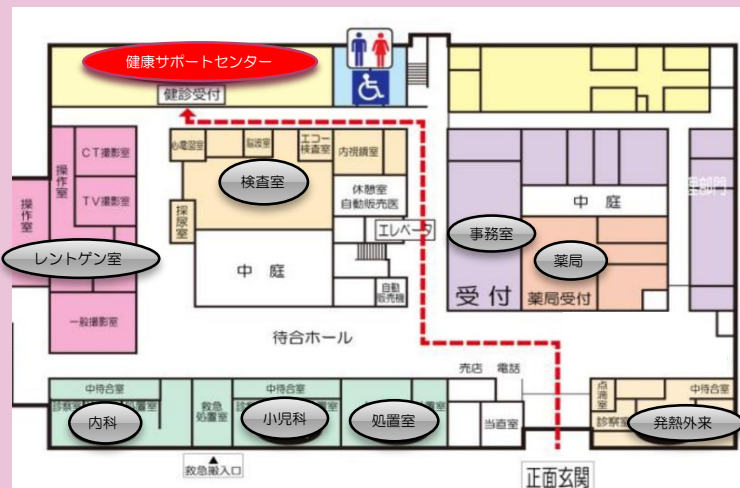 健康サポートセンター
健診受付
操作室
CT撮影室
心電図室
脳波室
エコー
検査室
内視鏡室
検査室
操作室
TV撮影室
採尿室
休憩室
自動販売医
エレベータ
中庭
レントゲン室
中庭
事務室
薬局
自動
販売機
受付
薬局受付
一般撮影室
待合ホール
売店
電話
中待合室
内科
救急
処置室
中待合室
小児科
処置室
当直室
点滴室
中待合室
診察室
発熱外来
▲
救急搬入口
正面玄関